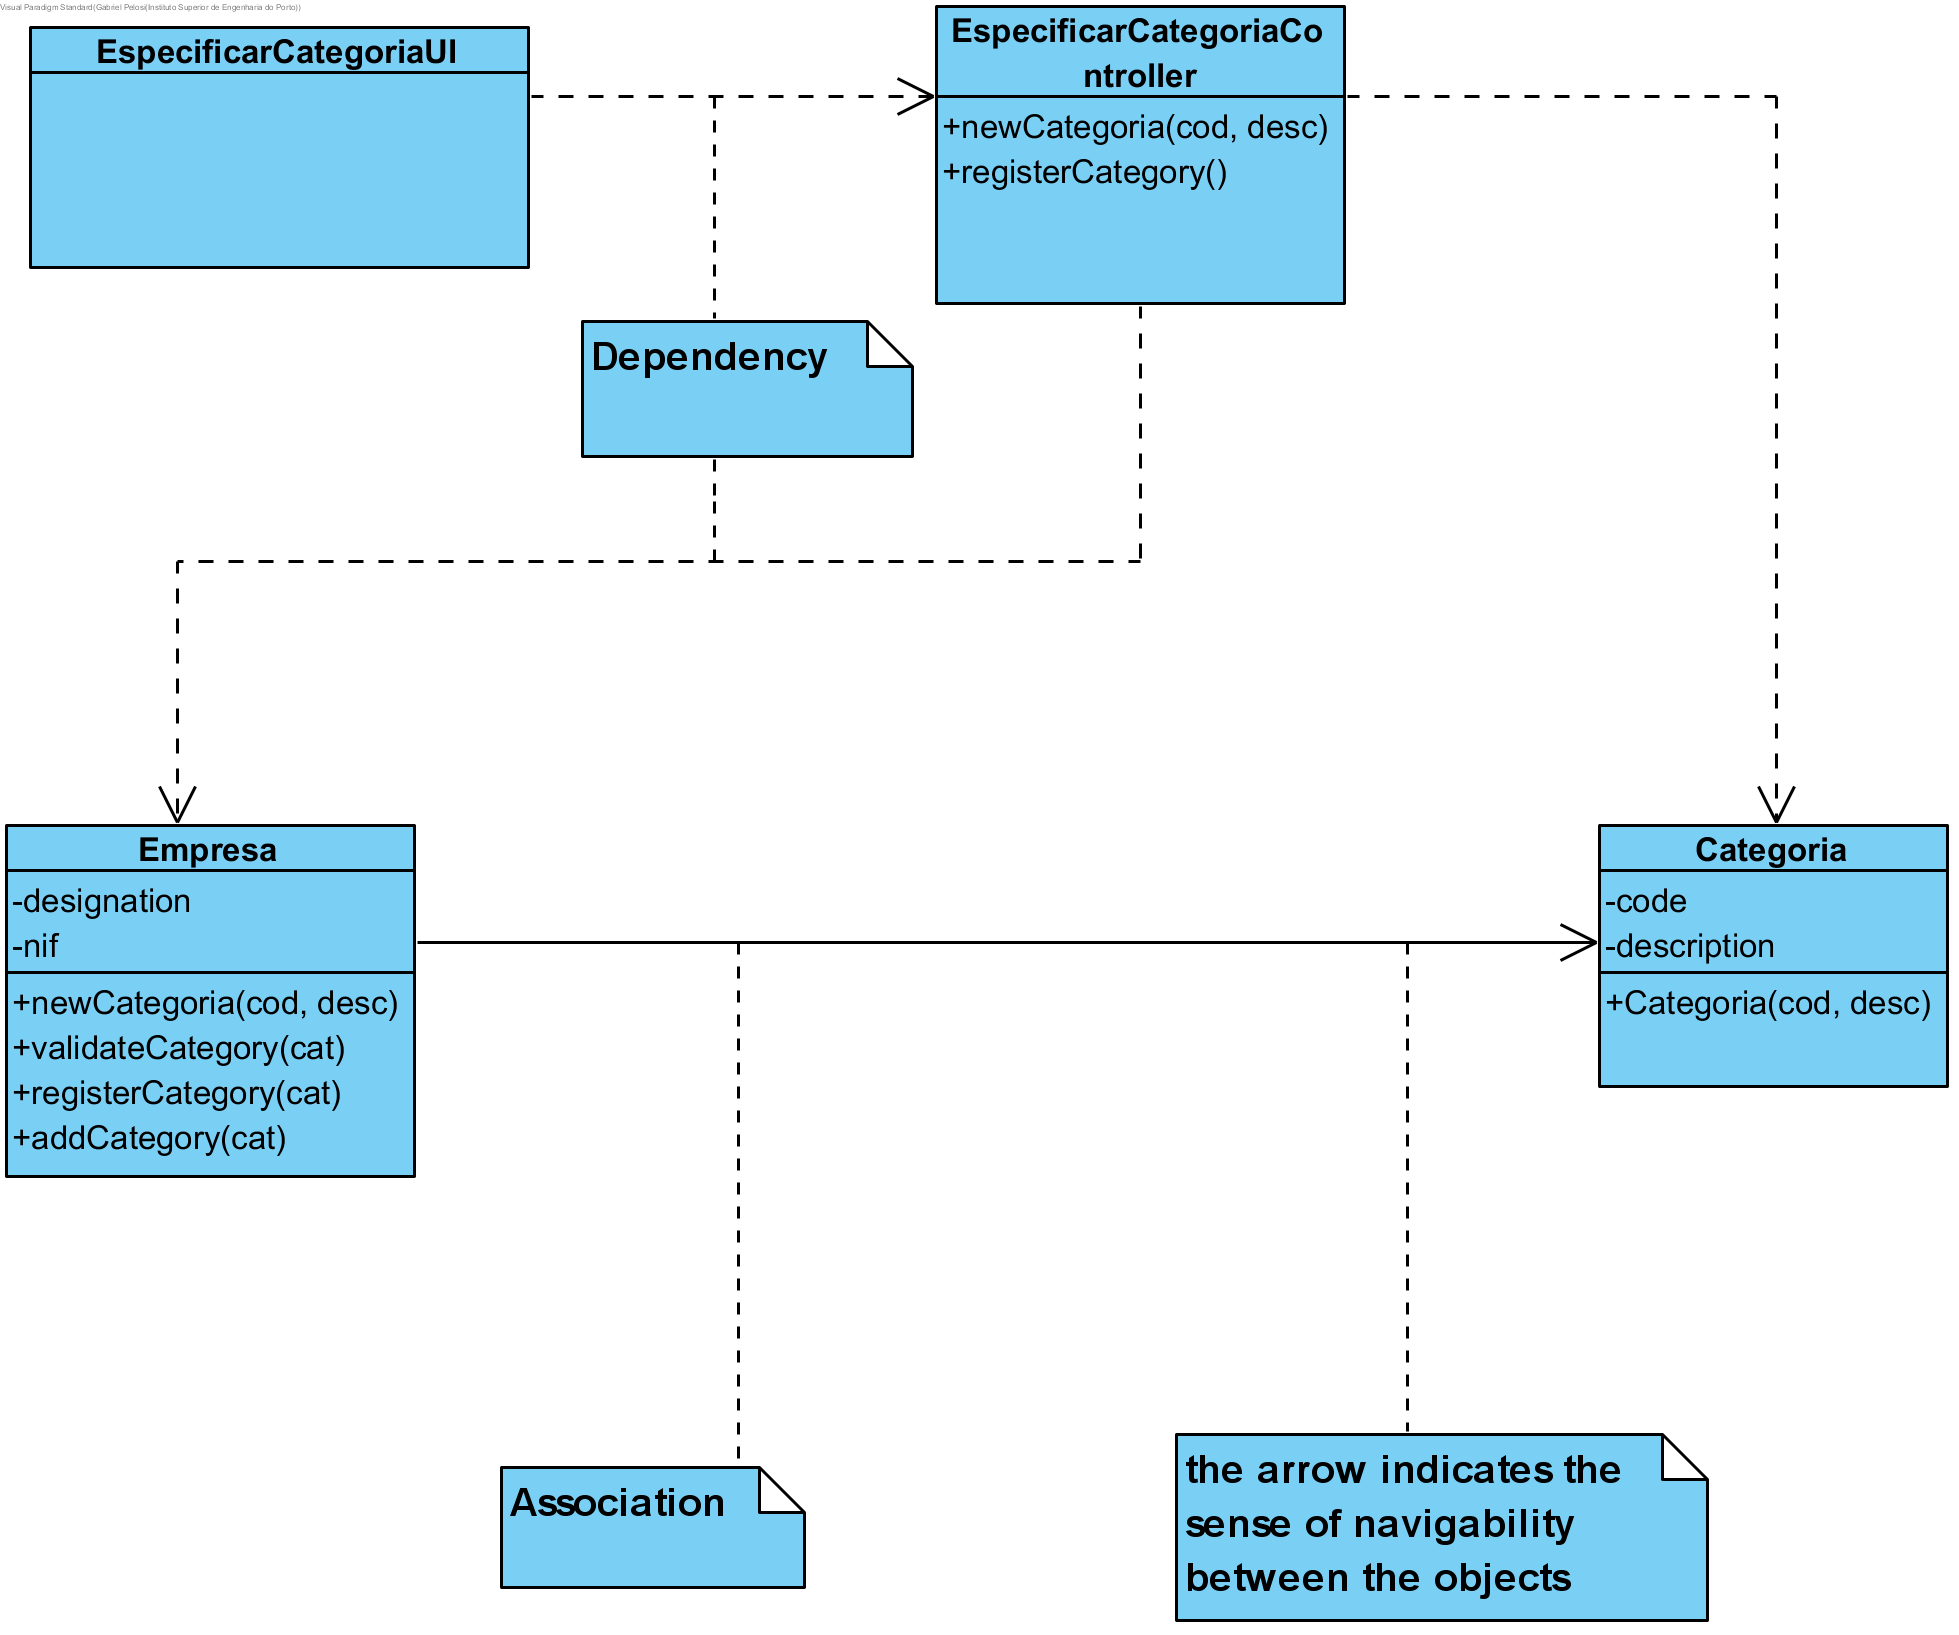 Visual Paradigm Standard(Gabriel Pelosi(Instituto Superior de Engenharia do Porto))
EspecificarCategoriaUI
EspecificarCategoriaCo
ntroller
+newCategoria(cod, desc)
+registerCategory()
Dependency
Empresa
-designation
-nif
+newCategoria(cod, desc)
+validateCategory(cat)
+registerCategory(cat)
+addCategory(cat)
Categoria
-code
-description
+Categoria(cod, desc)
Association
the arrow indicates the
sense of navigability
between the objects